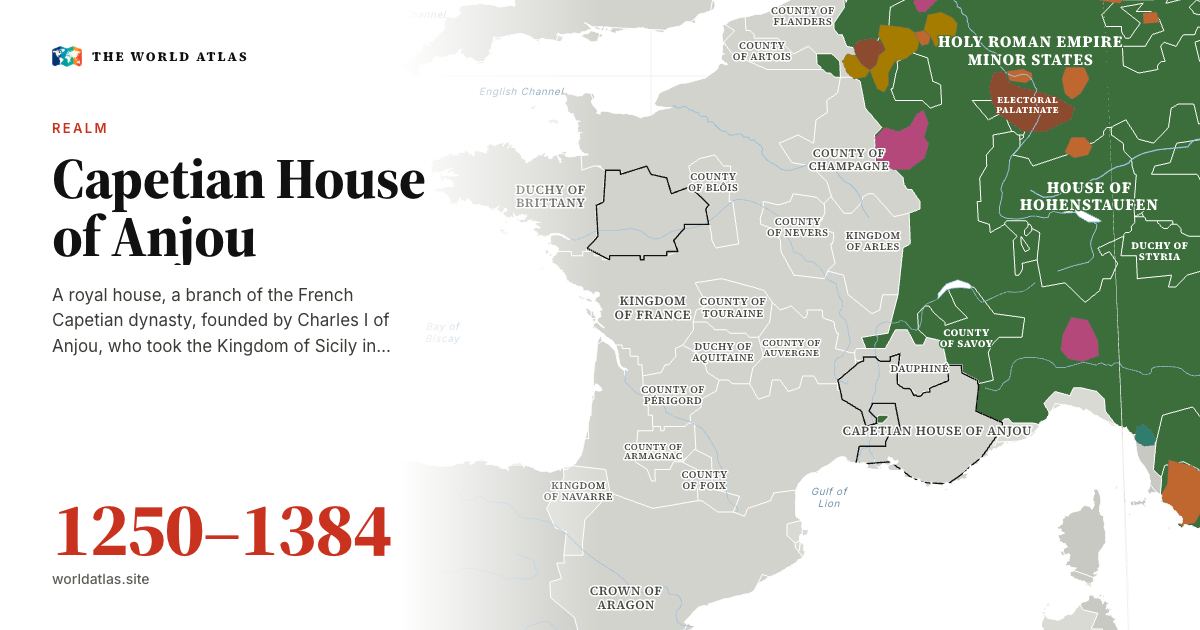 THE WORLD ATLAS
REALM
Capetian House
of Anjou
A royal house, a branch of the French
Capetian dynasty, founded by Charles I of
Anjou, who took the Kingdom of Sicily in...
1250–1384
worldatlas.site
COUNTY OF
FLANDERS
COUNTY
OF ARTOIS
English Channel
HOLY ROMAN EMPIRE
MINOR STATES
ELECTORAL
PALATINATE
COUNTY OF
CHAMPAGNE
DUCHY OF
BRITTANY
COUNTY
OF BLÔIS
HOUSE OF
HOHENSTAUFEN
COUNTY
OF NEVERS
KINGDOM
OF ARLES
DUCHY OF
STYRIA
KINGDOM
OF FRANCE
COUNTY OF
TOURAINE
Bay of
Biscay
DUCHY OF
AQUITAINE
COUNTY OF
AUVERGNE
COUNTY
OF SAVOY
DAUPHINÉ
COUNTY OF
PÉRIGORD
CAPETIAN HOUSE OF ANJOU
COUNTY OF
ARMAGNAC
COUNTY
OF FOIX
KINGDOM
OF NAVARRE
Gulf of
Lion
CROWN OF
ARAGON